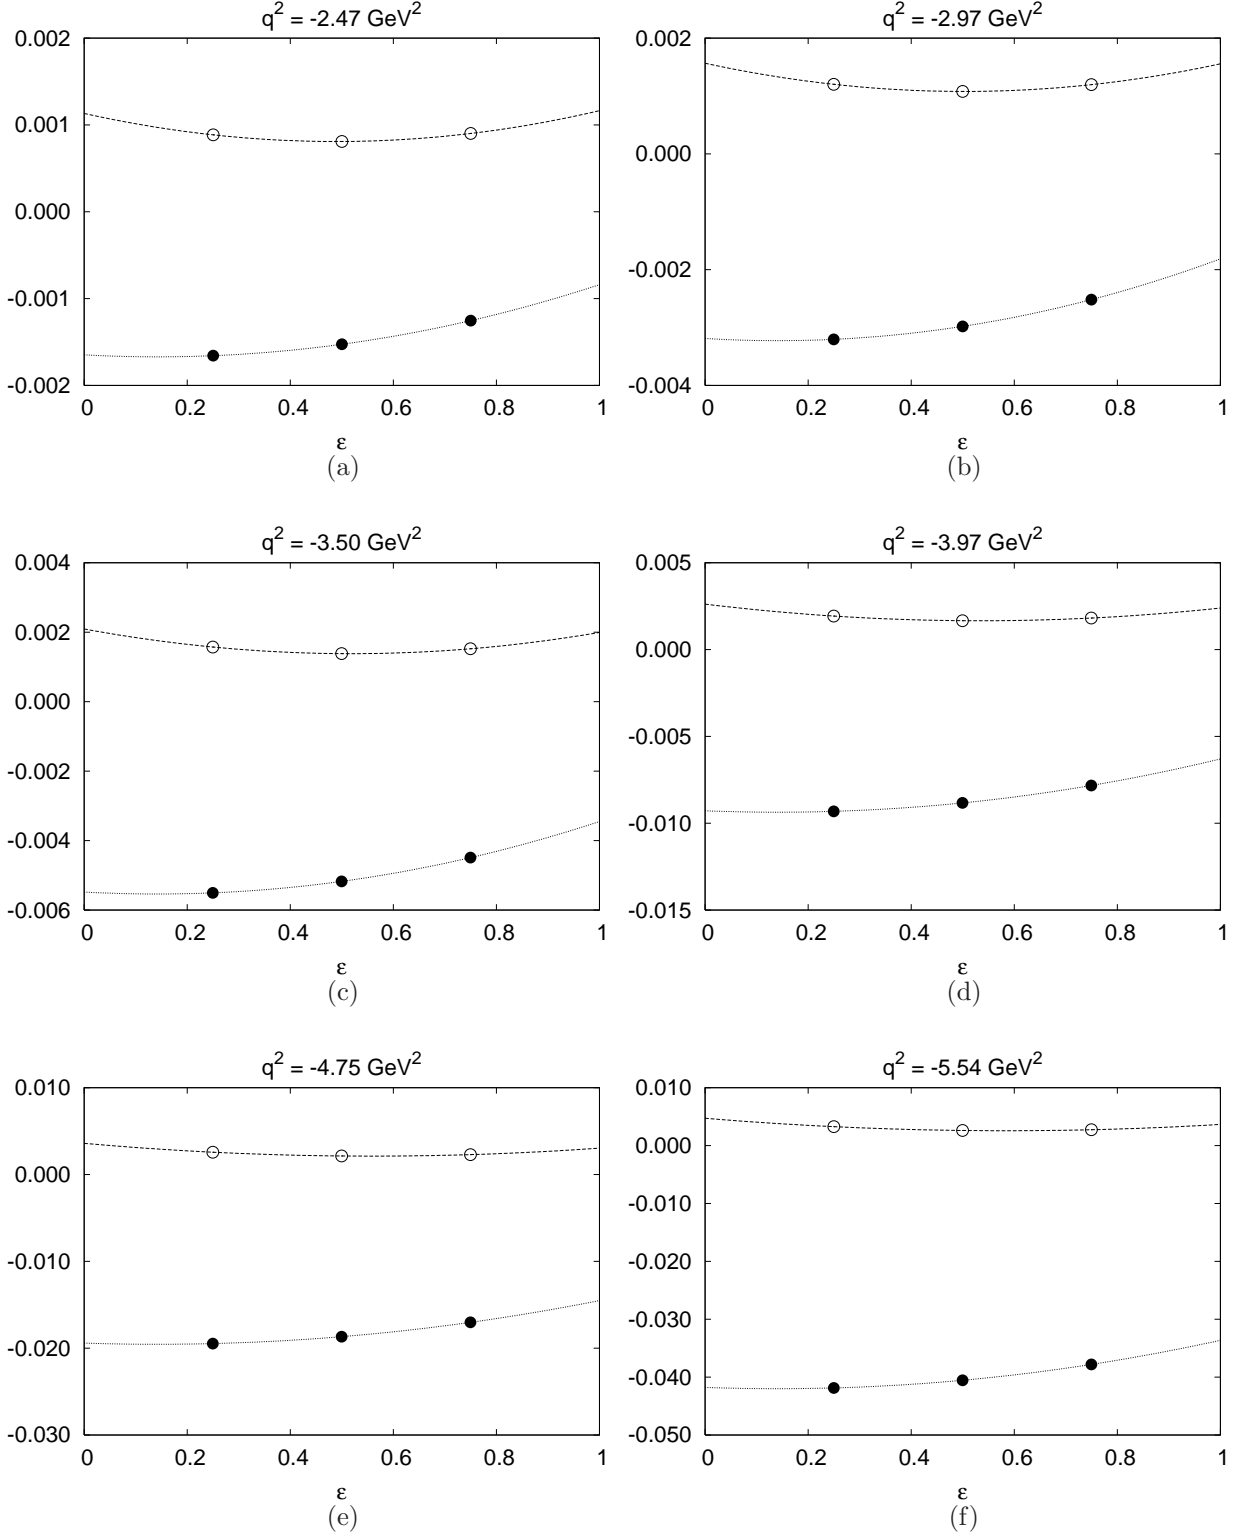 q² = -2.47 GeV²
0.002
0.001
0.000
-0.001
-0.002
0 0.2 0.4 0.6 0.8 1
ε
(a)
q² = -2.97 GeV²
0.002
0.000
-0.002
-0.004
0 0.2 0.4 0.6 0.8 1
ε
(b)
q² = -3.50 GeV²
0.004
0.002
0.000
-0.002
-0.004
-0.006
0 0.2 0.4 0.6 0.8 1
ε
(c)
q² = -3.97 GeV²
0.005
0.000
-0.005
-0.010
-0.015
0 0.2 0.4 0.6 0.8 1
ε
(d)
q² = -4.75 GeV²
0.010
0.000
-0.010
-0.020
-0.030
0 0.2 0.4 0.6 0.8 1
ε
(e)
q² = -5.54 GeV²
0.010
0.000
-0.010
-0.020
-0.030
-0.040
-0.050
0 0.2 0.4 0.6 0.8 1
ε
(f)